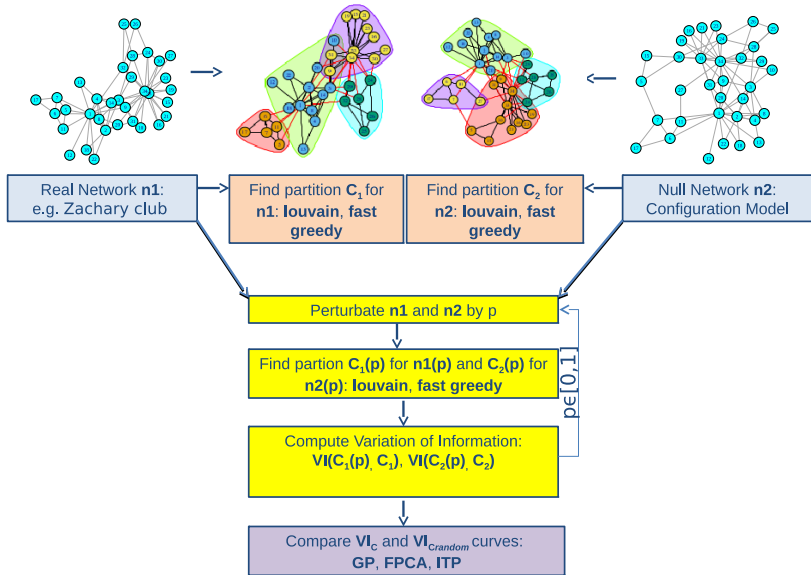 Real Network n1:
e.g. Zachary club
Find partition C1 for
n1: louvain, fast
greedy
Find partition C2 for
n2: louvain, fast
greedy
Null Network n2:
Configuration Model
Perturbate n1 and n2 by p
Find partion C1(p) for n1(p) and C2(p) for
n2(p): louvain, fast greedy
p∈[0,1]
Compute Variation of Information:
VI(C1(p), C1), VI(C2(p), C2)
Compare VIC and VICrandom curves:
GP, FPCA, ITP